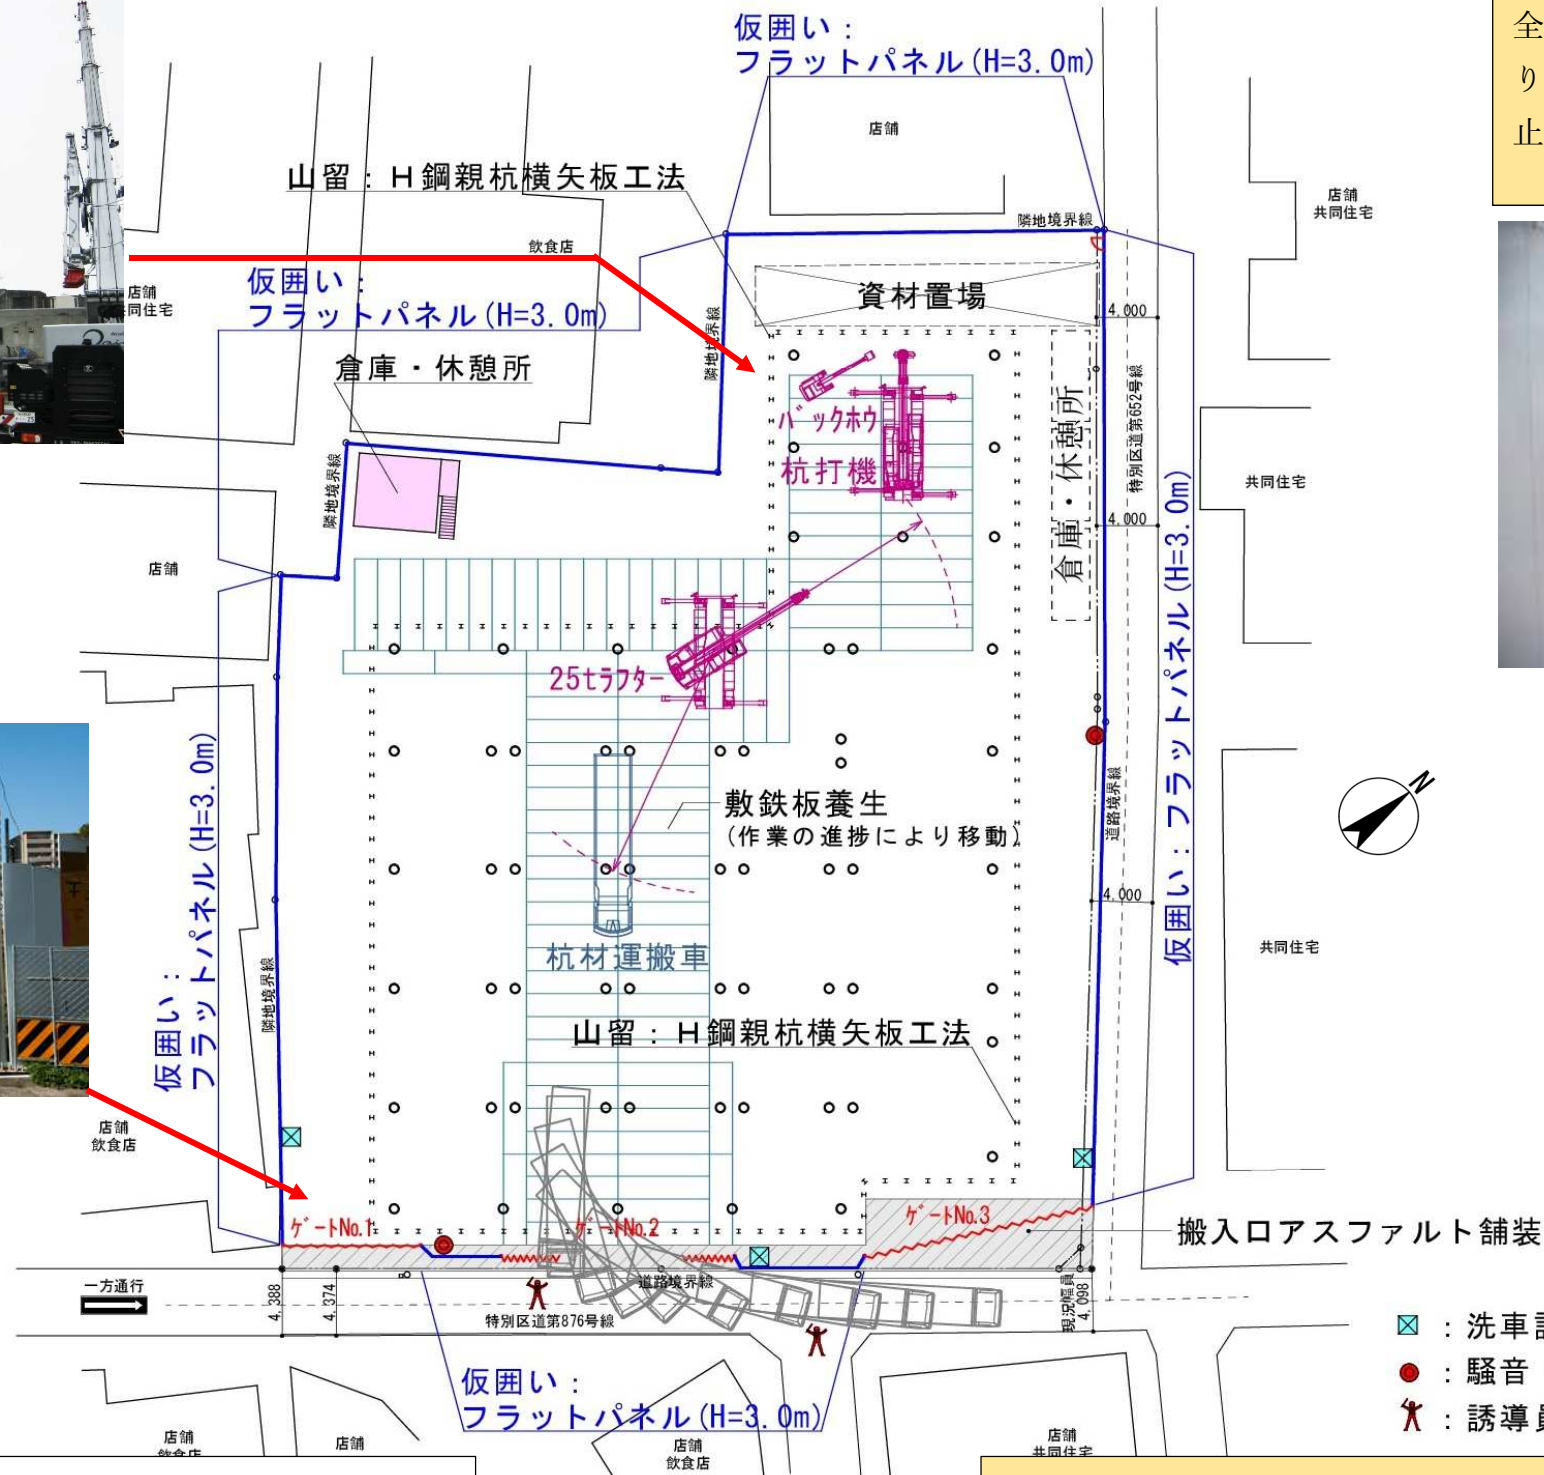 仮囲い：
フラットパネル(H=3.0m)
全
り
止
店舗
山留：H鋼親杭横矢板工法
隣地境界線
店舗
共同住宅
飲食店
店舗
共同住宅
仮囲い：
フラットパネル(H=3.0m)
資材置場
4,000
隣地境界線
倉庫・休憩所
バックホウ
杭打機
倉庫・休憩所
特別区道第652号線
隣地境界線
共同住宅
4,000
店舗
仮囲い：フラットパネル(H=3.0m)
25tラフター
仮囲い：
フラットパネル(H=3.0m)
敷鉄板養生
(作業の進捗により移動)
道路境界線
N
4,000
杭材運搬車
共同住宅
隣地境界線
山留：H鋼親杭横矢板工法
店舗
飲食店
ゲートNo.1
ゲートNo.2
ゲートNo.3
搬入口アスファルト舗装
一方通行
道路境界線
4,388
4,374
現況幅員
4,098
特別区道第876号線
：洗車設
：騒音
：誘導員
仮囲い：
フラットパネル(H=3.0m)
店舗
飲食店
店舗
店舗
飲食店
店舗
共同住宅